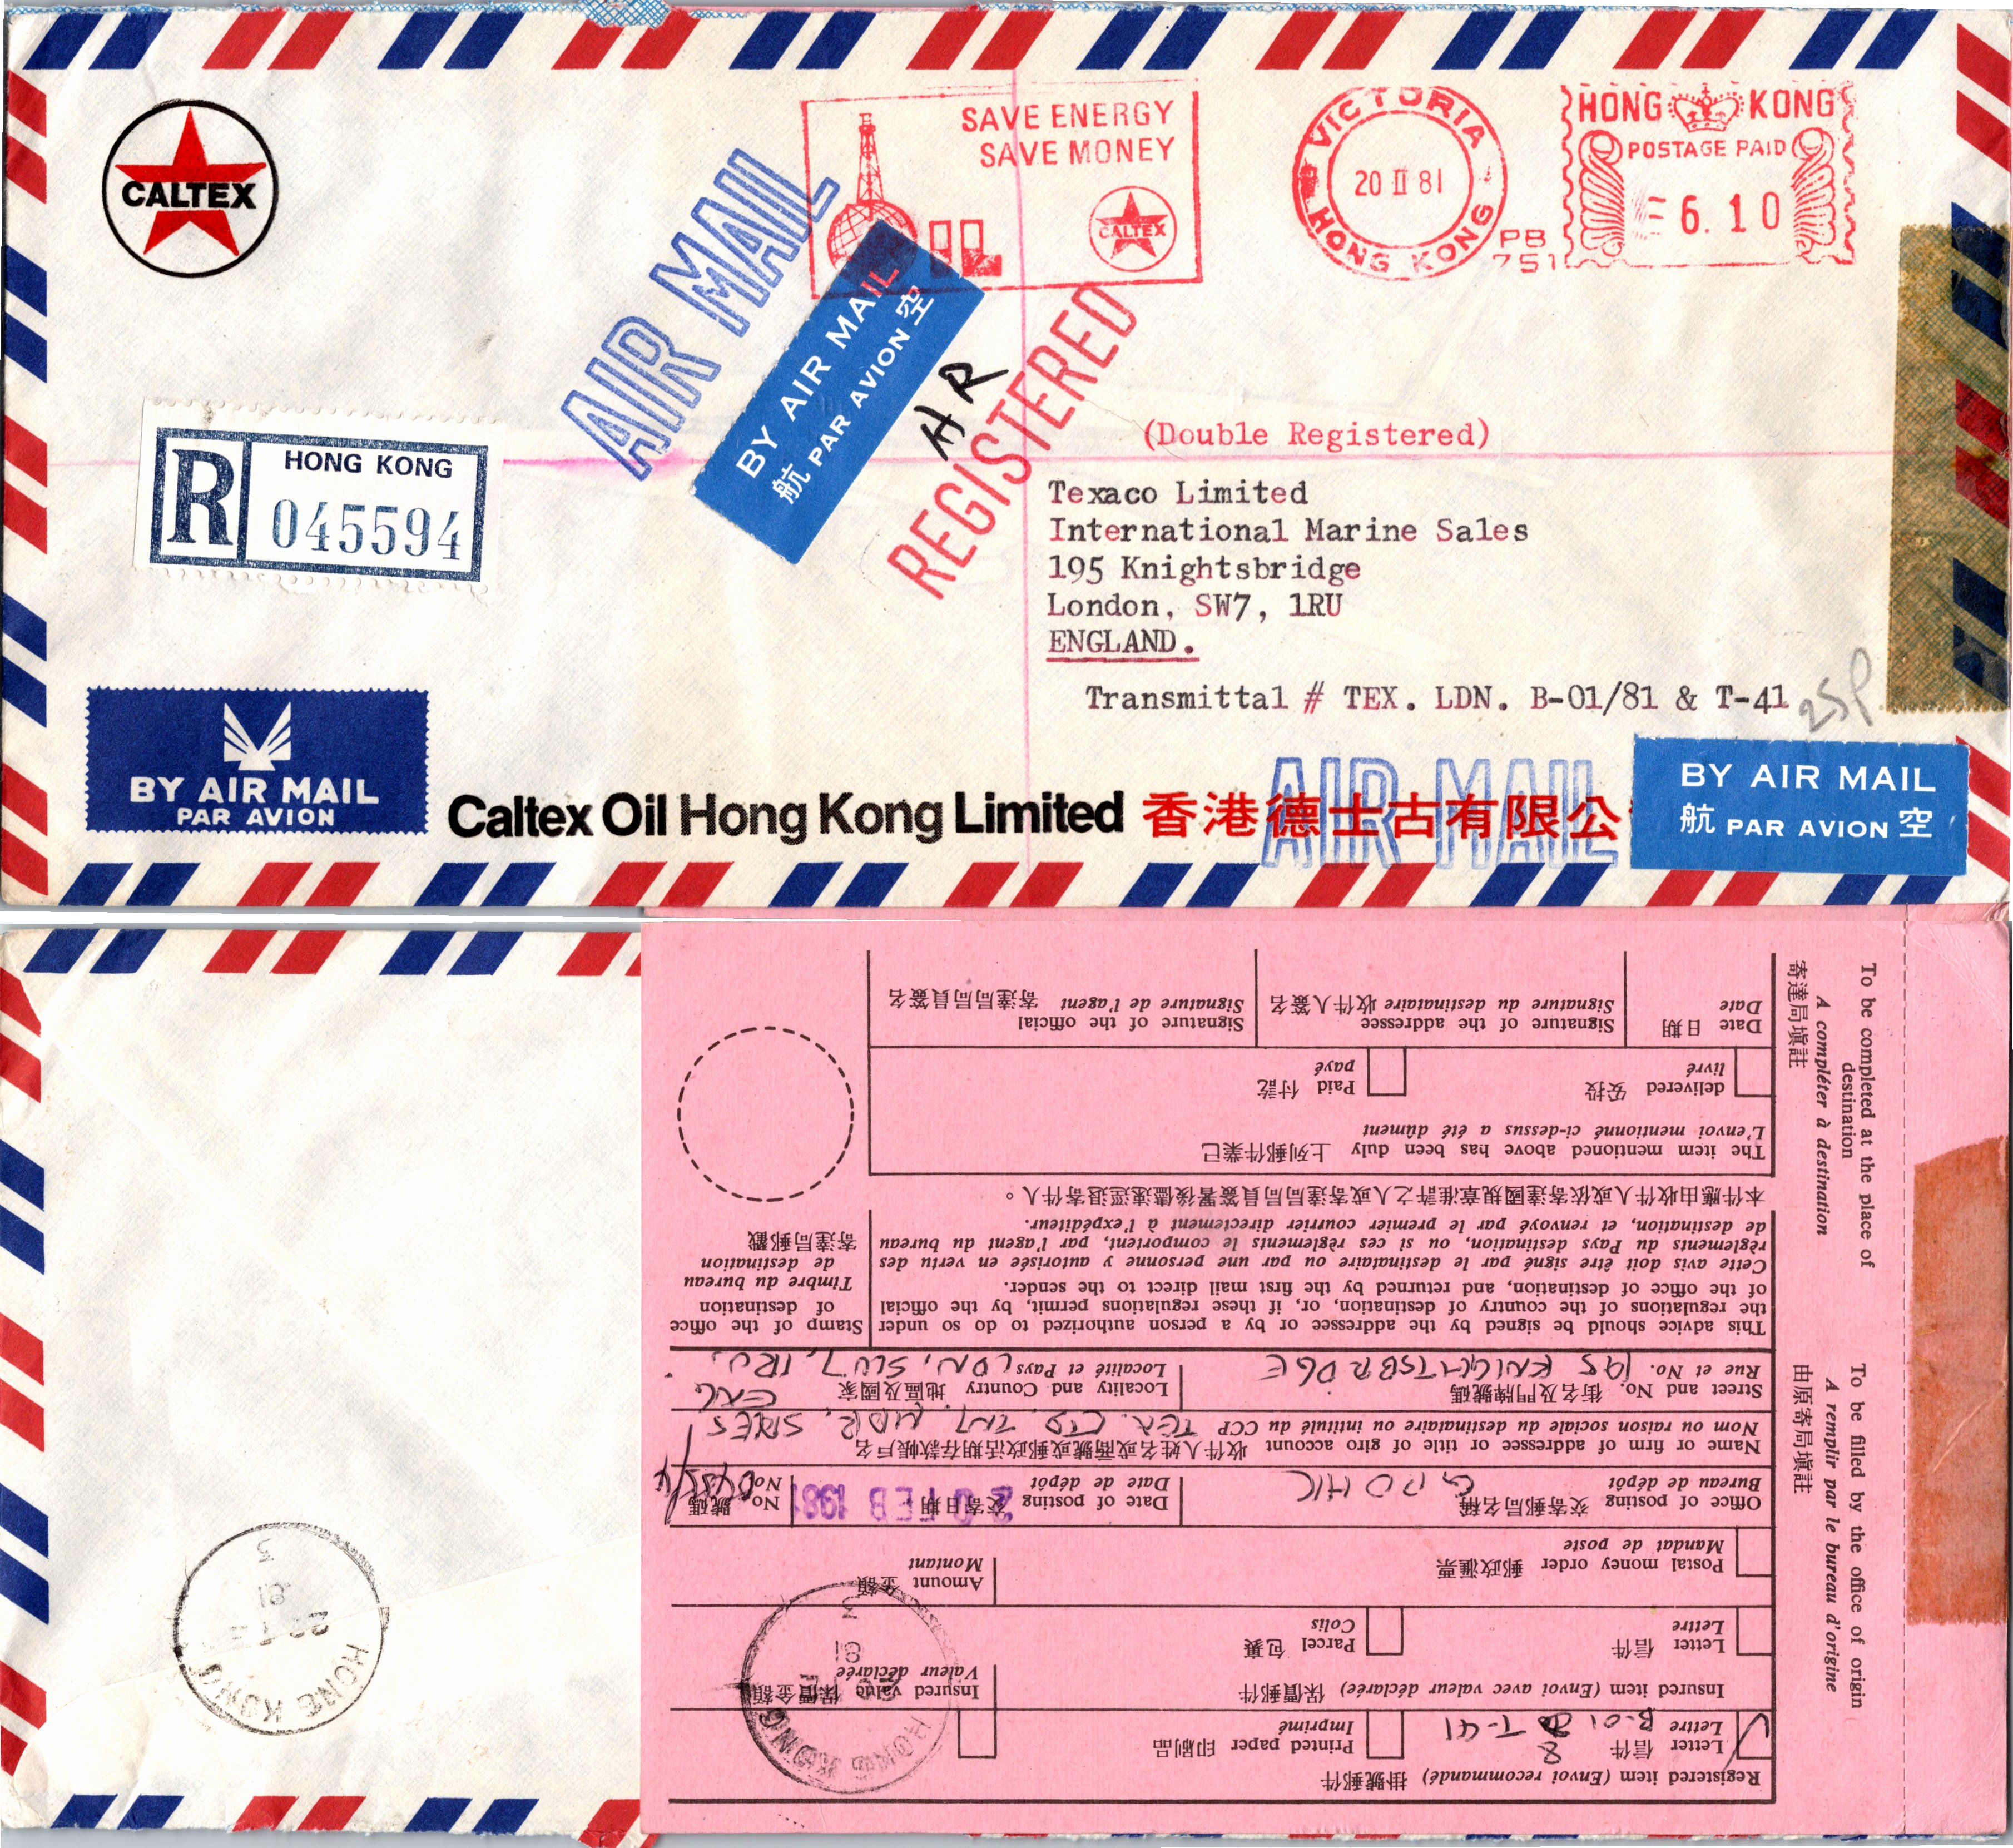 CALTEX
SAVE ENERGY
SAVE MONEY
CALTEX
VICTORIA
HONG KONG
20 II 81
PB
751
HONG KONG
POSTAGE PAID
6.10
AIR MAIL
BY AIR MAIL
航 PAR AVION 空
AR
REGISTERED
R
HONG KONG
045594
(Double Registered)
Texaco Limited
International Marine Sales
195 Knightsbridge
London, SW7, 1RU
ENGLAND.
Transmittal # TEX. LDN. B-01/81 & T-41
25p
BY AIR MAIL
PAR AVION
Caltex Oil Hong Kong Limited 香港德士古有限公
AIR MAIL
BY AIR MAIL
航 PAR AVION 空
HONG KONG
81
3
To be filled by the office of origin
A remplir par le bureau d'origine
由原寄局填註
Registered item (Envoi recommandé) 掛號郵件
Letter 信件
Lettre
B-01 & T-41
Printed paper 印刷品
Imprimé
Insured item (Envoi avec valeur déclarée) 保價郵件
Insured value 保價金額
Valeur déclarée
Letter 信件
Lettre
Parcel 包裹
Colis
HONG KONG
81
3
Postal money order 郵政滙票
Mandat de poste
Amount 金額
Montant
Office of posting 交寄郵局名稱
Bureau de dépôt
GPO HK
Date of posting 交寄日期
Date de dépôt
20 FEB 1981
No. 號碼
No.
Name or firm of addressee or title of giro account 收件人姓名或商號或郵政活期存款帳戶名
Nom ou raison sociale du destinataire ou intitulé du CCP
TEX. LTD. INT. MAR. SALES
Street and No. 街名及門牌號碼
Rue et No.
195 KNIGHTSBRDGE
Locality and Country 地區及國家
Localité et Pays
LDN, SW7, 1RU,
ENG
This advice should be signed by the addressee or by a person authorized to do so under
the regulations of the country of destination, or, if these regulations permit, by the official
of the office of destination, and returned by the first mail direct to the sender.
Cette avis doit être signé par le destinataire ou par une personne y autorisée en vertu des
règlements du Pays destination, ou si ces règlements le comportent, par l'agent du bureau
de destination, et renvoyé par le premier courrier directement à l'expéditeur.
本件應由收件人或依寄達國規章准許之人或寄達局局員簽署後儘速逕退寄件人。
Stamp of the office
of destination
Timbre du bureau
de destination
寄達局郵戳
To be completed at the place of
destination
A compléter à destination
寄達局填註
The item mentioned above has been duly 上列郵件業已
L'envoi mentionné ci-dessus a été dûment
delivered 妥投
livré
Paid 付訖
payé
Date 日期
Date
Signature of the addressee
Signature du destinataire 收件人簽名
Signature of the official
Signature de l'agent 寄達局局員簽名